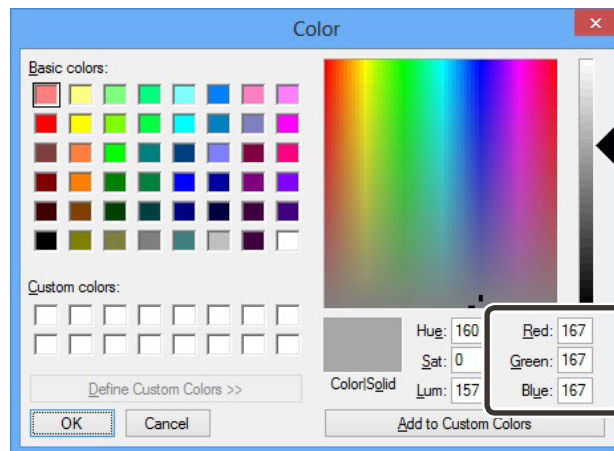 Color
Basic colors:
Custom colors:
Define Custom Colors >>
OK
Cancel
Color|Solid
Hue: 160
Sat: 0
Lum: 157
Red: 167
Green: 167
Blue: 167
Add to Custom Colors